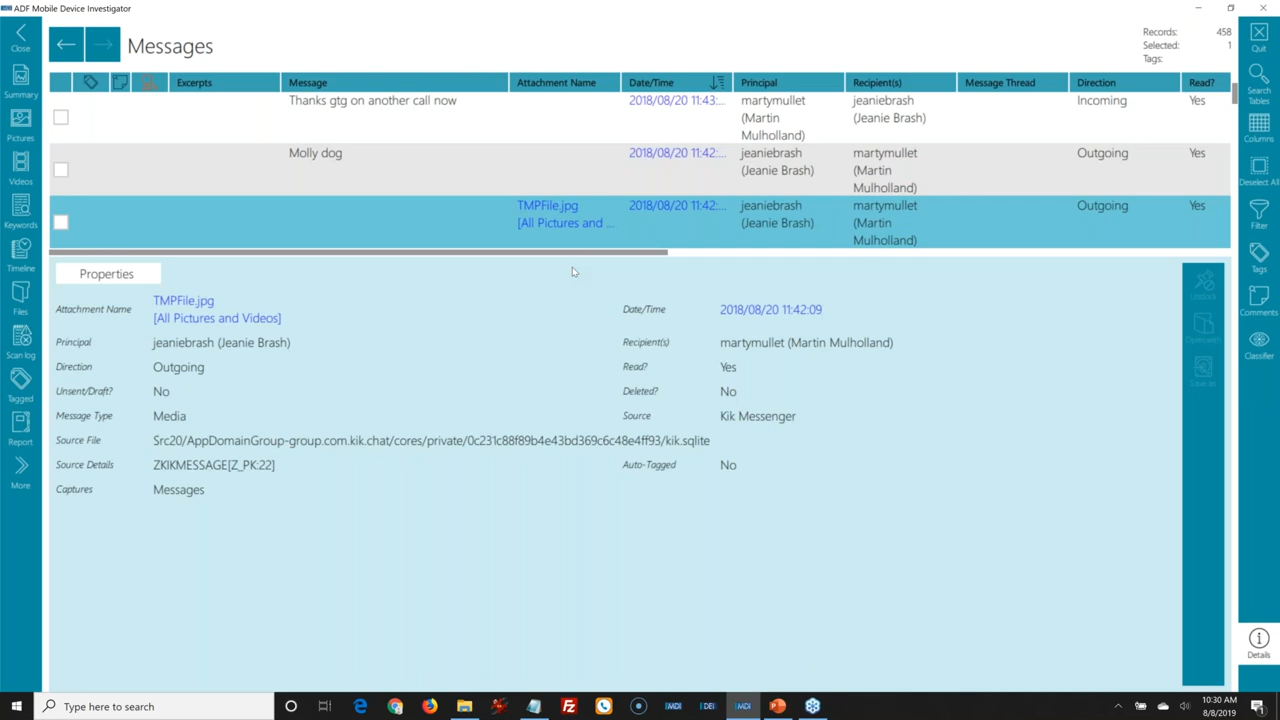 ADF Mobile Device Investigator
Close
Summary
Pictures
Videos
Keywords
Timeline
Files
Scan log
Tagged
Report
More
Messages
Records: 458
Selected: 1
Tags:
Excerpts Message Attachment Name Date/Time Principal Recipient(s) Message Thread Direction Read?
Thanks gtg on another call now 2018/08/20 11:43:... martymullet jeaniebrash Incoming Yes
(Martin (Jeanie Brash)
Mulholland)
Molly dog 2018/08/20 11:42:... jeaniebrash martymullet Outgoing Yes
(Jeanie Brash) (Martin
Mulholland)
TMPFile.jpg 2018/08/20 11:42:... jeaniebrash martymullet Outgoing Yes
[All Pictures and ... (Jeanie Brash) (Martin
Mulholland)
Properties
Attachment Name TMPFile.jpg
[All Pictures and Videos]
Date/Time 2018/08/20 11:42:09
Principal jeaniebrash (Jeanie Brash) Recipient(s) martymullet (Martin Mulholland)
Direction Outgoing Read? Yes
Unsent/Draft? No Deleted? No
Message Type Media Source Kik Messenger
Source File Src20/AppDomainGroup-group.com.kik.chat/cores/private/0c231c88f89b4e43bd369c6c48e4ff93/kik.sqlite
Source Details ZKIKMESSAGE[Z_PK:22] Auto-Tagged No
Captures Messages
Undock
Open with
Save as
Quit
Search
Tables
Columns
Deselect All
Filter
Tags
Comments
Classifier
Details
Type here to search
MDI
DEI
MDI
10:30 AM
8/8/2019